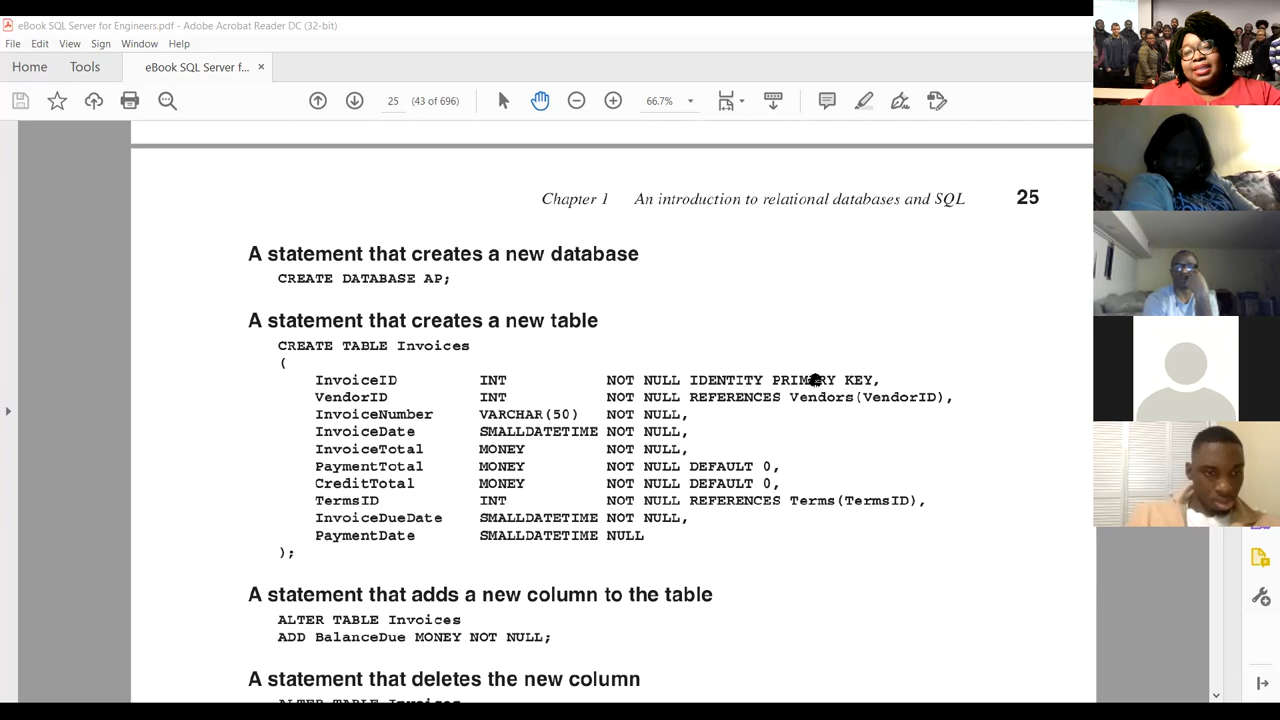 eBook SQL Server for Engineers.pdf - Adobe Acrobat Reader DC (32-bit)
File Edit View Sign Window Help
Home Tools eBook SQL Server f... ×
(43 of 696) 66.7%
Chapter 1 An introduction to relational databases and SQL 25
A statement that creates a new database
CREATE DATABASE AP;
A statement that creates a new table
CREATE TABLE Invoices
(
InvoiceID INT NOT NULL IDENTITY PRIMARY KEY,
VendorID INT NOT NULL REFERENCES Vendors(VendorID),
InvoiceNumber VARCHAR(50) NOT NULL,
InvoiceDate SMALLDATETIME NOT NULL,
InvoiceTotal MONEY NOT NULL,
PaymentTotal MONEY NOT NULL DEFAULT 0,
CreditTotal MONEY NOT NULL DEFAULT 0,
TermsID INT NOT NULL REFERENCES Terms(TermsID),
InvoiceDueDate SMALLDATETIME NOT NULL,
PaymentDate SMALLDATETIME NULL
);
A statement that adds a new column to the table
ALTER TABLE Invoices
ADD BalanceDue MONEY NOT NULL;
A statement that deletes the new column
ALTER TABLE Invoices